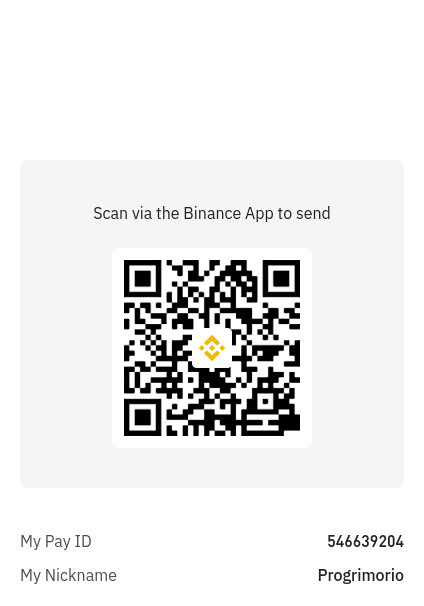 Scan via the Binance App to send
My Pay ID 546639204
My Nickname Progrimorio